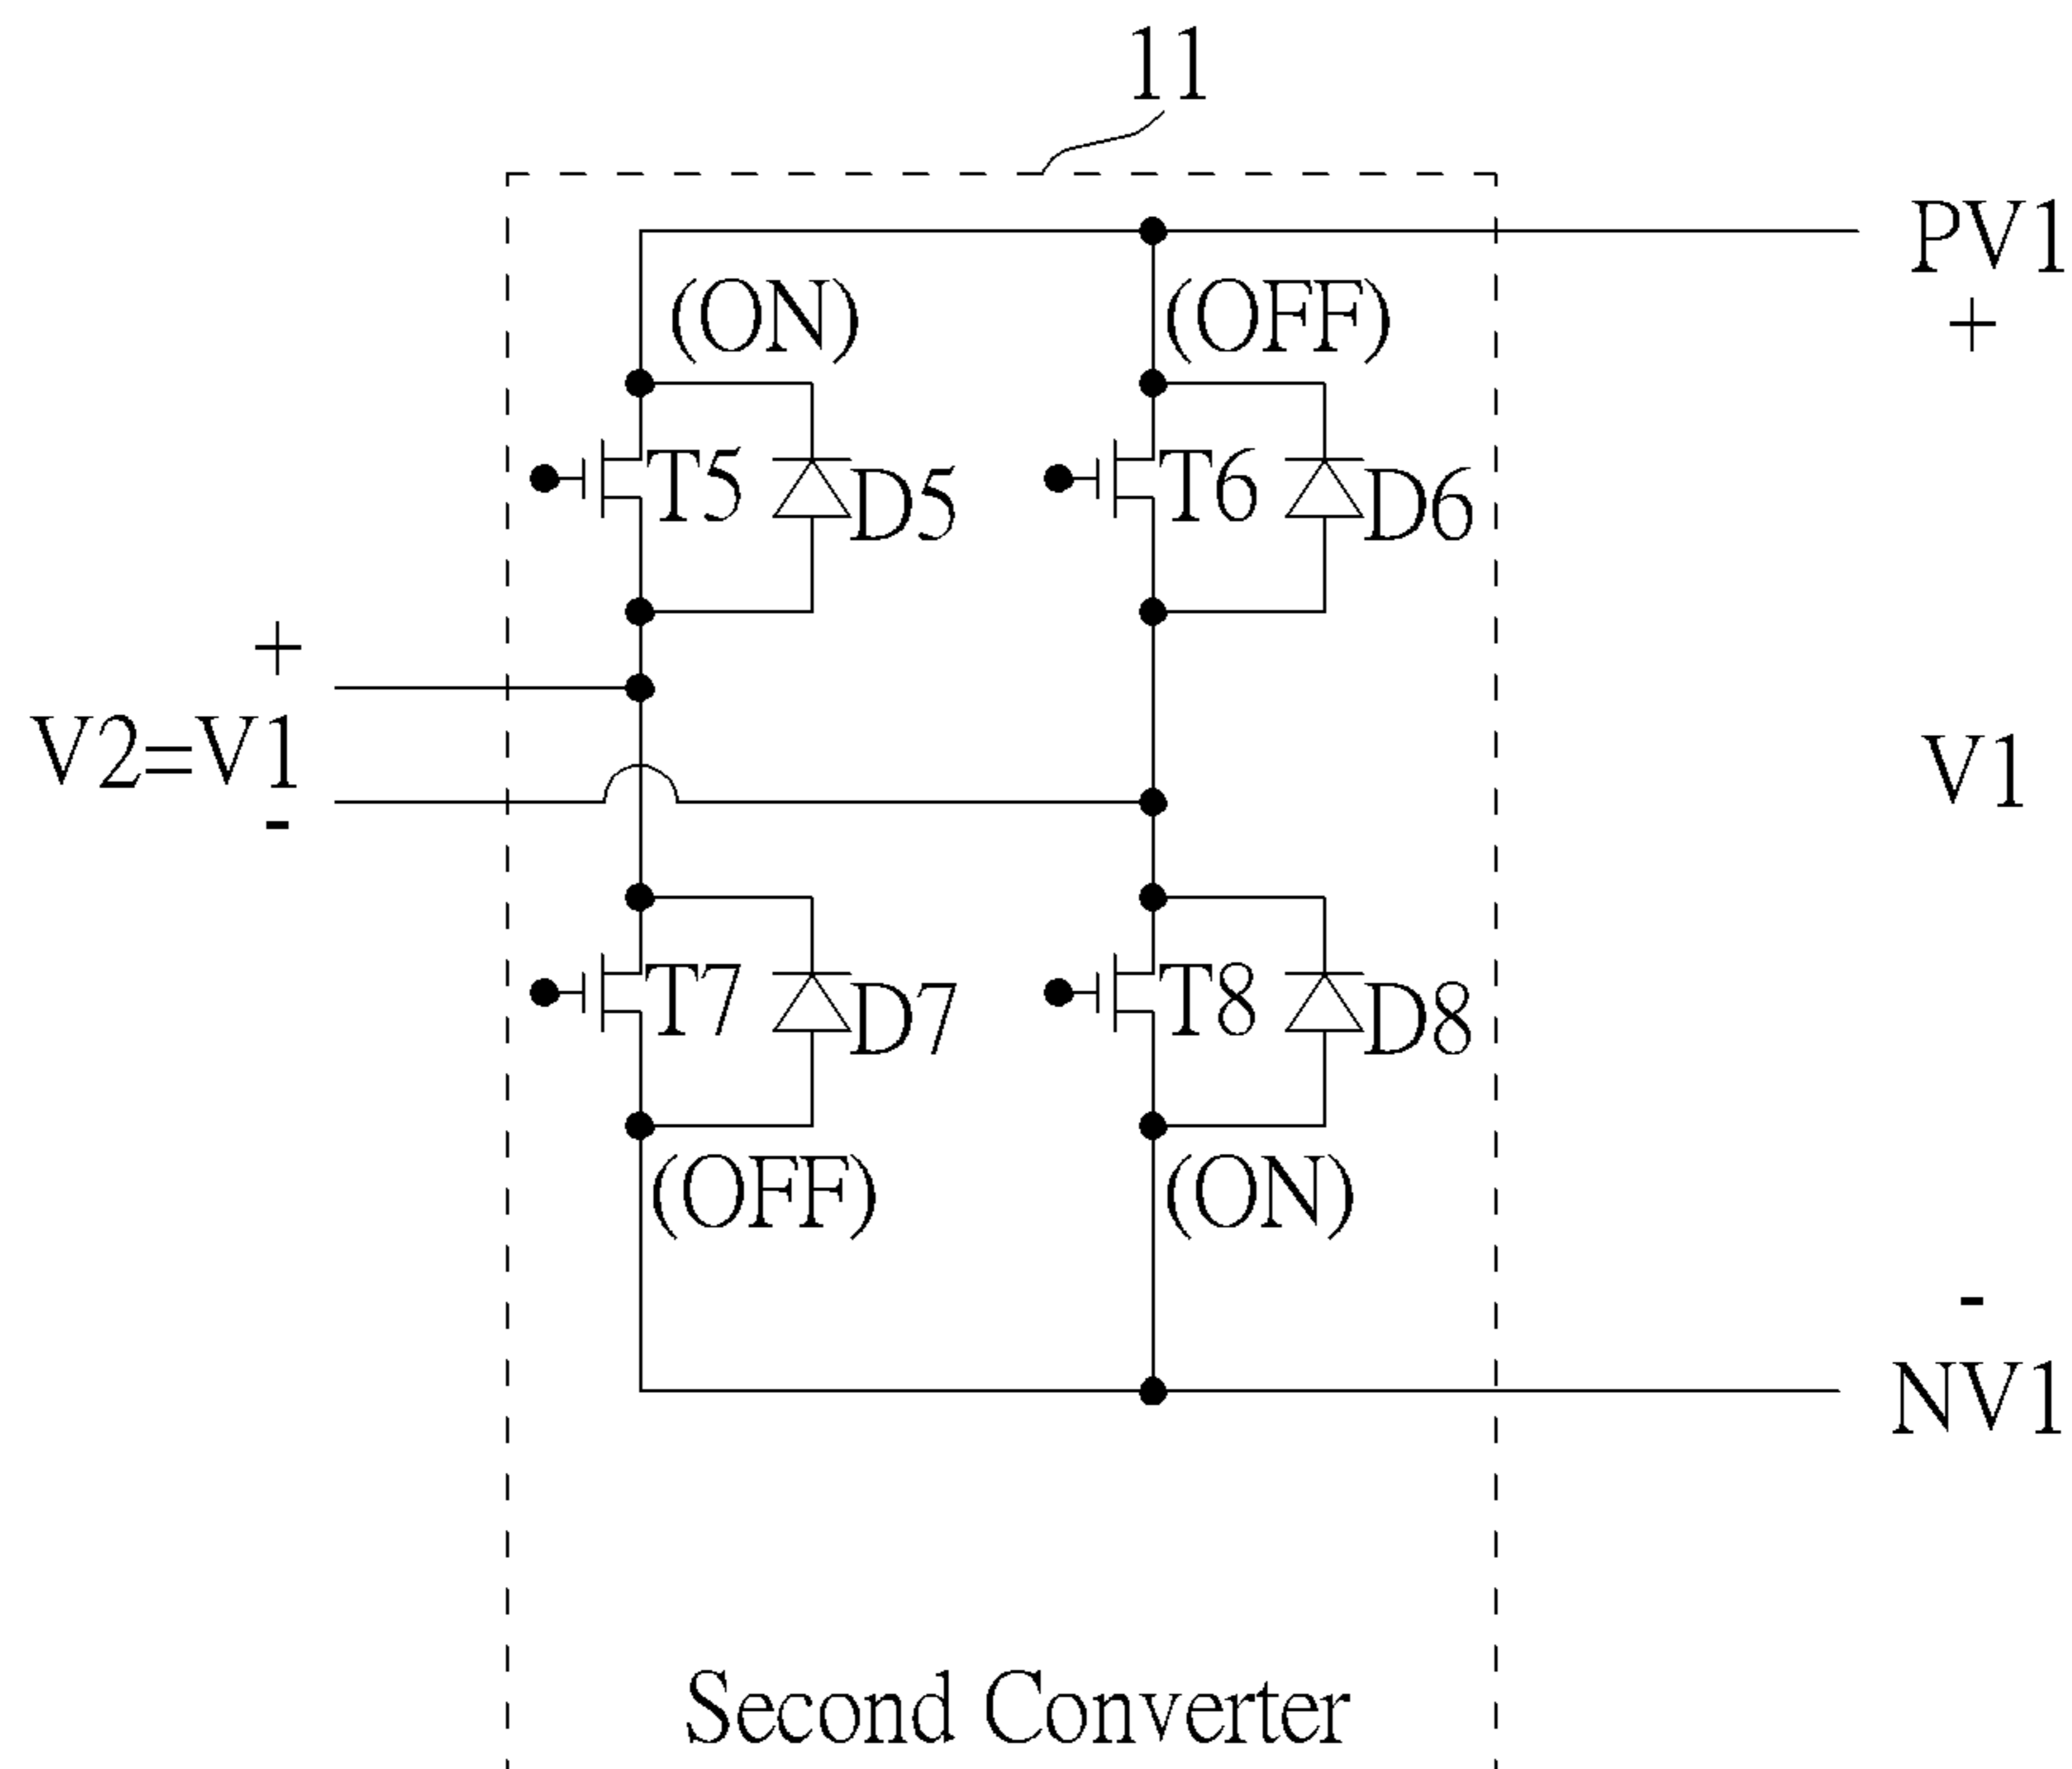 11
PV1
+
(ON) (OFF)
T5 D5 T6 D6
+
V2=V1
-
V1
T7 D7 T8 D8
(OFF) (ON)
-
NV1
Second Converter